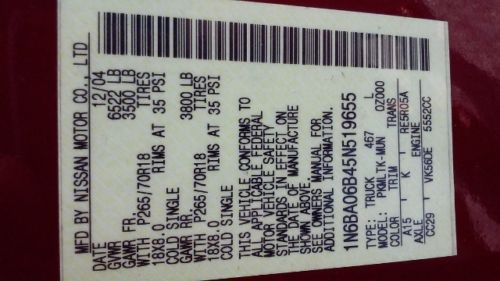 MFD BY NISSAN MOTOR CO., LTD
DATE 12/04
GVWR 6522 LB
GAWR FR. 3500 LB
WITH P265/70R18 TIRES
18X8.0 RIMS AT 35 PSI
COLD SINGLE
GAWR RR. 3800 LB
WITH P265/70R18 TIRES
18X8.0 RIMS AT 35 PSI
COLD SINGLE
THIS VEHICLE CONFORMS TO
ALL APPLICABLE FEDERAL
MOTOR VEHICLE SAFETY
STANDARDS IN EFFECT ON
THE DATE OF MANUFACTURE
SHOWN ABOVE.
SEE OWNERS MANUAL FOR
ADDITIONAL INFORMATION.
1N6BA06B45N519655
TYPE: TRUCK 467
MODEL: OZ000
COLOR TRIM TRANS
A15 K RE5R05A
AXLE ENGINE
CC29 VK56DE 5552CC